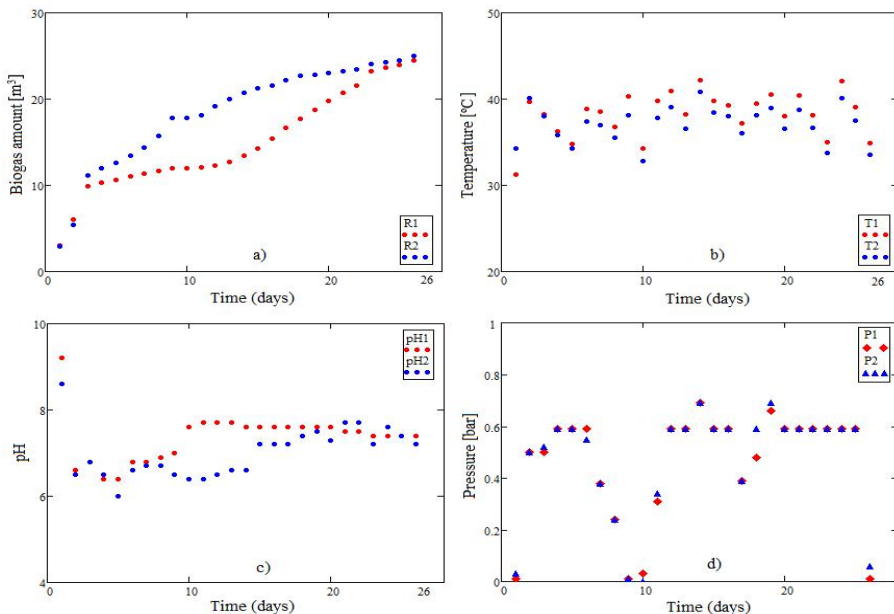 30
20
10
0
Biogas amount [m³]
R1
R2
a)
10
20
26
Time (days)
50
40
30
20
Temperature [°C]
T1
T2
b)
0
10
20
26
Time (days)
10
8
6
4
pH
pH1
pH2
c)
0
10
20
26
Time (days)
1
0.8
0.6
0.4
0.2
0
Pressure [bar]
P1
P2
d)
0
10
20
26
Time (days)